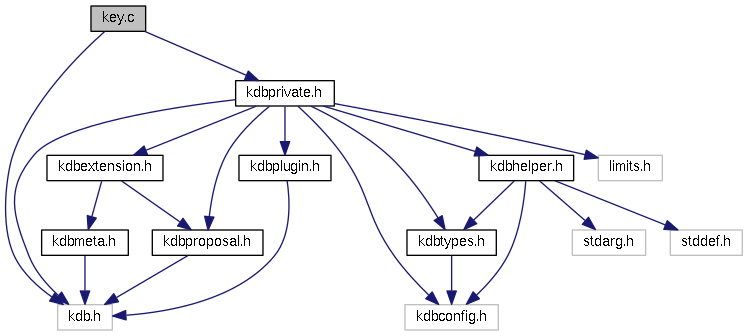 key.c
kdbprivate.h
kdbextension.h
kdbplugin.h
kdbhelper.h
limits.h
kdbmeta.h
kdbproposal.h
kdbtypes.h
stdarg.h
stddef.h
kdb.h
kdbconfig.h